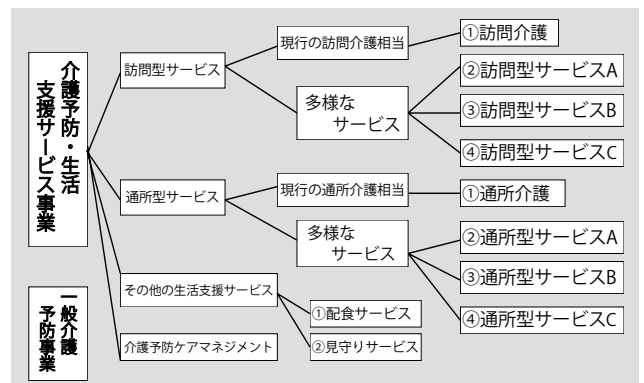 介護予防・生活
支援サービス事業
訪問型サービス
現行の訪問介護相当
①訪問介護
多様な
サービス
②訪問型サービスA
③訪問型サービスB
④訪問型サービスC
通所型サービス
現行の通所介護相当
①通所介護
多様な
サービス
②通所型サービスA
③通所型サービスB
④通所型サービスC
その他の生活支援サービス
①配食サービス
②見守りサービス
介護予防ケアマネジメント
一般介護
予防事業